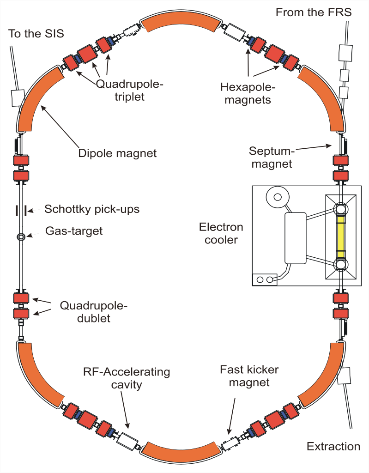 From the FRS
To the SIS
Quadrupole-
triplet
Hexapole-
magnets
Dipole magnet
Septum-
magnet
Schottky pick-ups
Gas-target
Electron
cooler
Quadrupole-
dublet
RF-Accelerating
cavity
Fast kicker
magnet
Extraction